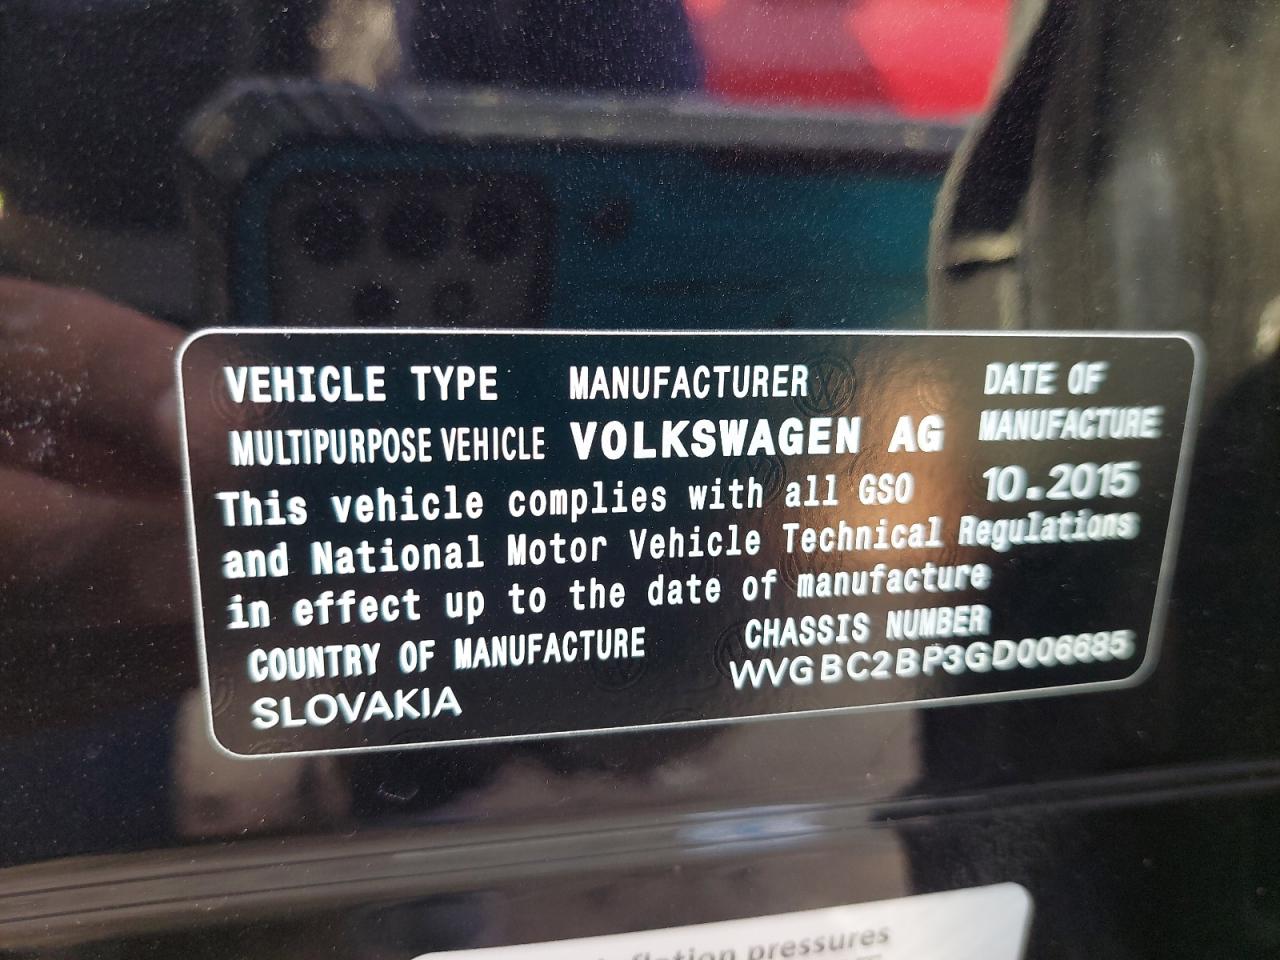 VEHICLE TYPE MANUFACTURER DATE OF
MULTIPURPOSE VEHICLE VOLKSWAGEN AG MANUFACTURE
This vehicle complies with all GSO 10.2015
and National Motor Vehicle Technical Regulations
in effect up to the date of manufacture
COUNTRY OF MANUFACTURE CHASSIS NUMBER
SLOVAKIA WVGBC2BP3GD006685
pressures